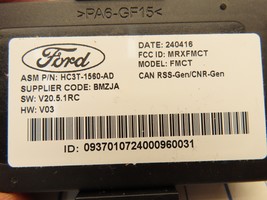 >PA6-GF15<
Ford
DATE: 240416
FCC ID: MRXFMCT
MODEL: FMCT
ASM P/N: HC3T-1560-AD
CAN RSS-Gen/CNR-Gen
SUPPLIER CODE: BMZJA
SW: V20.5.1RC
HW: V03
ID: 0937010724000960031